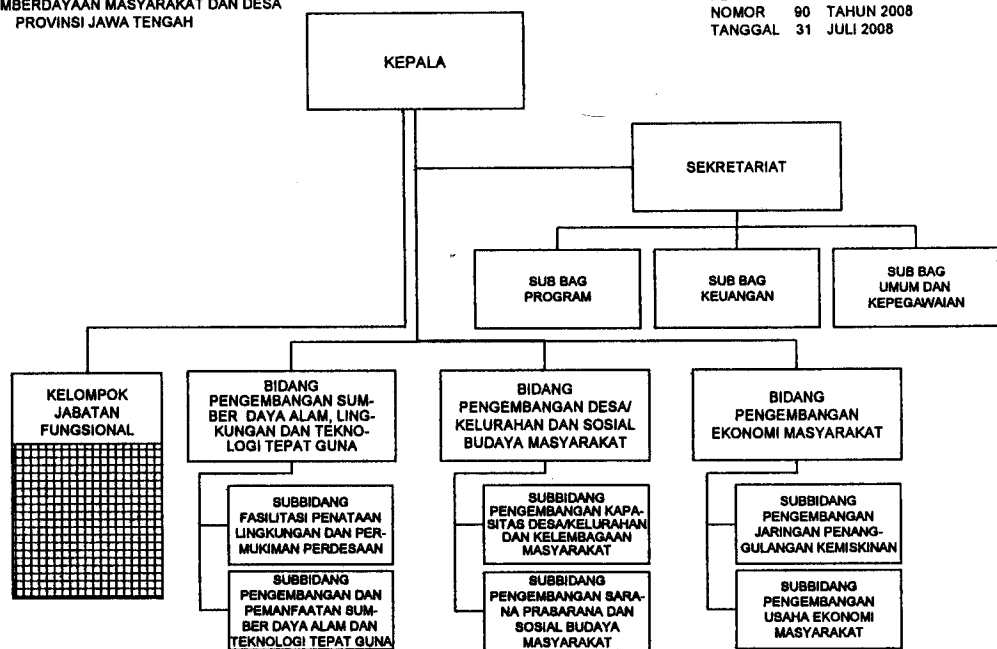 MBERDAYAAN MASYARAKAT DAN DESA
PROVINSI JAWA TENGAH
NOMOR 90 TAHUN 2008
TANGGAL 31 JULI 2008
KEPALA
SEKRETARIAT
SUB BAG
PROGRAM
SUB BAG
KEUANGAN
SUB BAG
UMUM DAN
KEPEGAWAIAN
KELOMPOK
JABATAN
FUNGSIONAL
BIDANG
PENGEMBANGAN SUM-
BER DAYA ALAM, LING-
KUNGAN DAN TEKNO-
LOGI TEPAT GUNA
BIDANG
PENGEMBANGAN DESA/
KELURAHAN DAN SOSIAL
BUDAYA MASYARAKAT
BIDANG
PENGEMBANGAN
EKONOMI MASYARAKAT
SUBBIDANG
FASILITASI PENATAAN
LINGKUNGAN DAN PER-
MUKIMAN PERDESAAN
SUBBIDANG
PENGEMBANGAN KAPA-
SITAS DESA/KELURAHAN
DAN KELEMBAGAAN
MASYARAKAT
SUBBIDANG
PENGEMBANGAN
JARINGAN PENANG-
GULANGAN KEMISKINAN
SUBBIDANG
PENGEMBANGAN DAN
PEMANFAATAN SUM-
BER DAYA ALAM DAN
TEKNOLOGI TEPAT GUNA
SUBBIDANG
PENGEMBANGAN SARA-
NA PRASARANA DAN
SOSIAL BUDAYA
MASYARAKAT
SUBBIDANG
PENGEMBANGAN
USAHA EKONOMI
MASYARAKAT